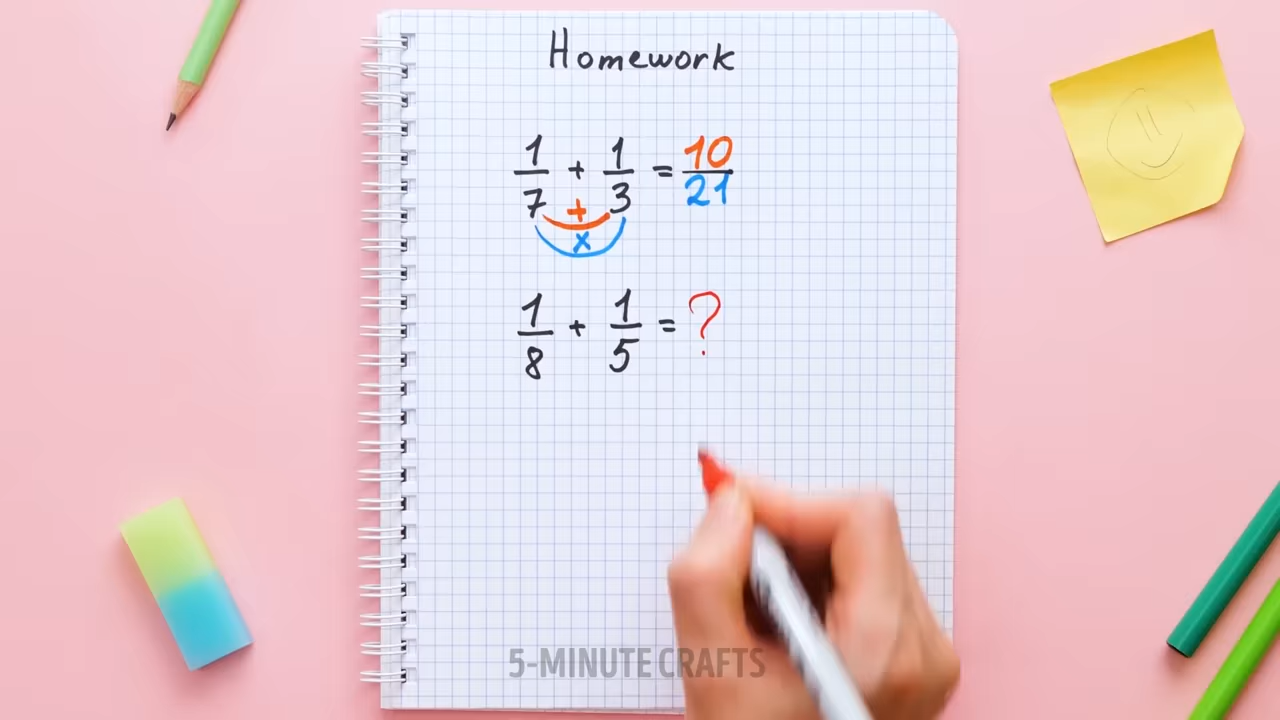 Homework
1/7 + 1/3 = 10/21
+
x
1/8 + 1/5 = ?
5-MINUTE CRAFTS